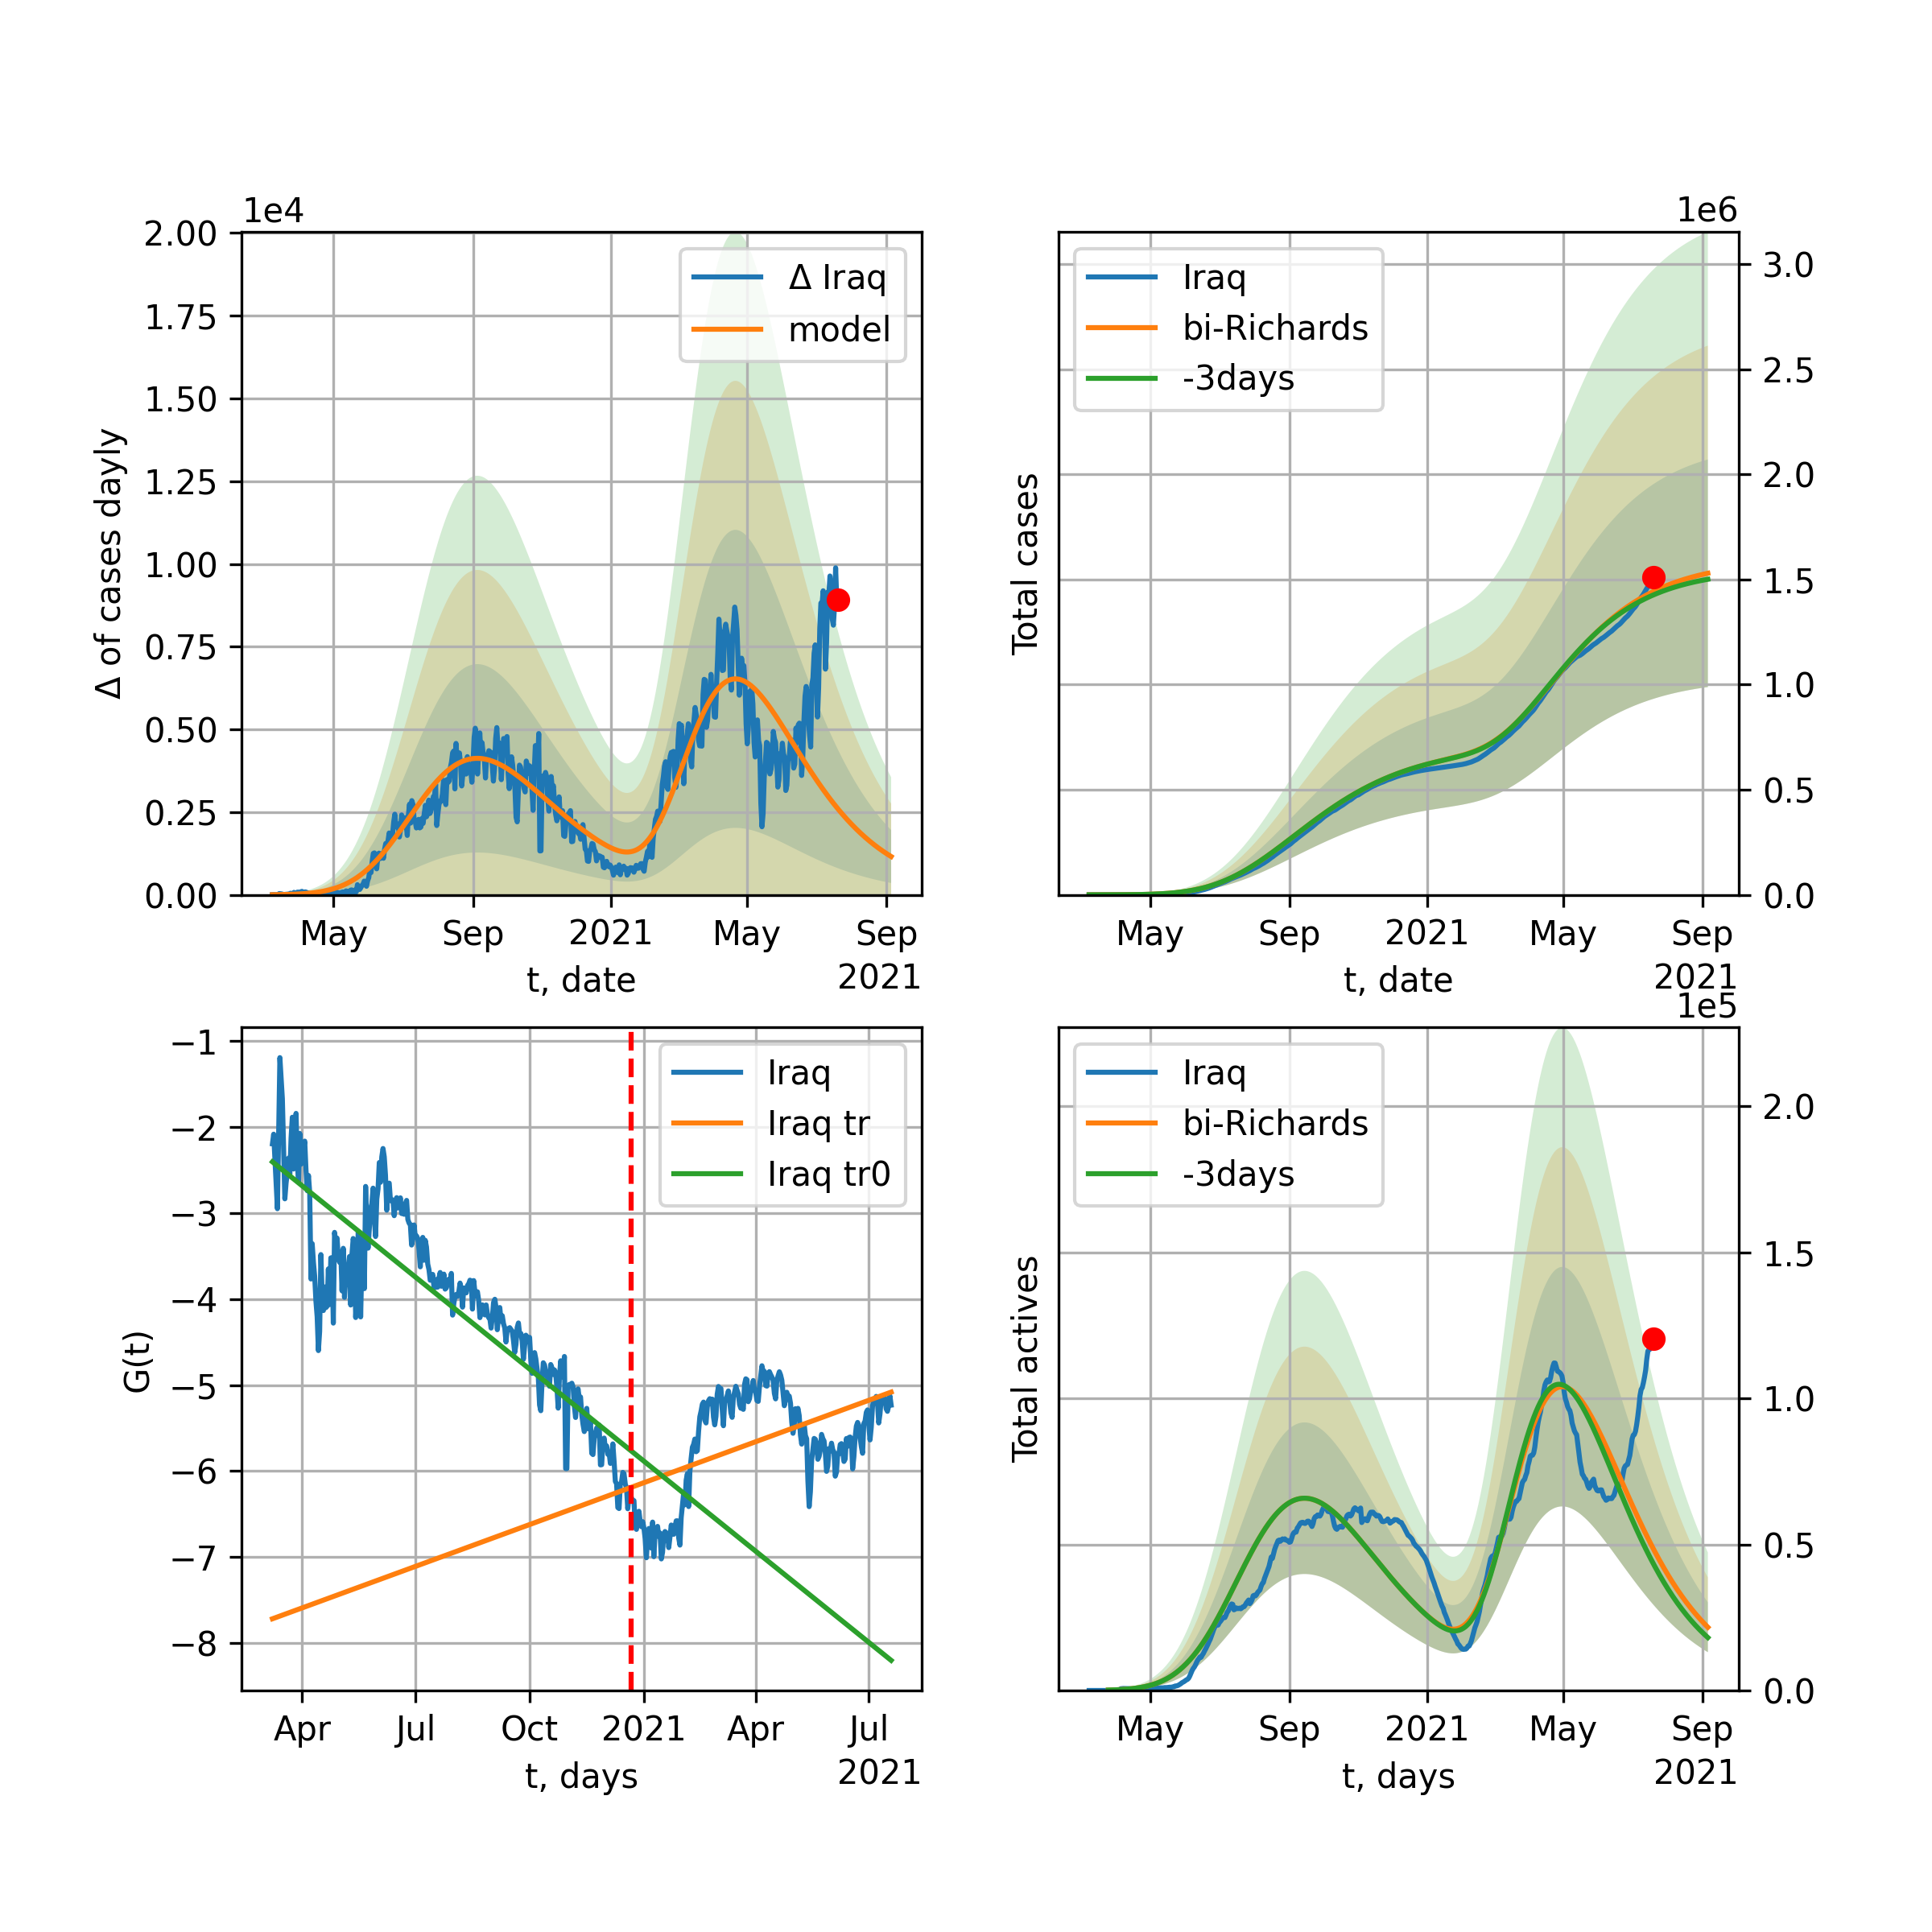 1e4
2.00
1.75
1.50
1.25
1.00
0.75
0.50
0.25
0.00
Δ of cases dayly
Δ Iraq
model
May Sep 2021 May Sep
2021
t, date
1e6
3.0
2.5
2.0
1.5
1.0
0.5
0.0
Total cases
Iraq
bi-Richards
-3days
May Sep 2021 May Sep
2021
t, date
−1
−2
−3
−4
−5
−6
−7
−8
G(t)
Iraq
Iraq tr
Iraq tr0
Apr Jul Oct 2021 Apr Jul
2021
t, days
1e5
2.0
1.5
1.0
0.5
0.0
Total actives
Iraq
bi-Richards
-3days
May Sep 2021 May Sep
2021
t, days